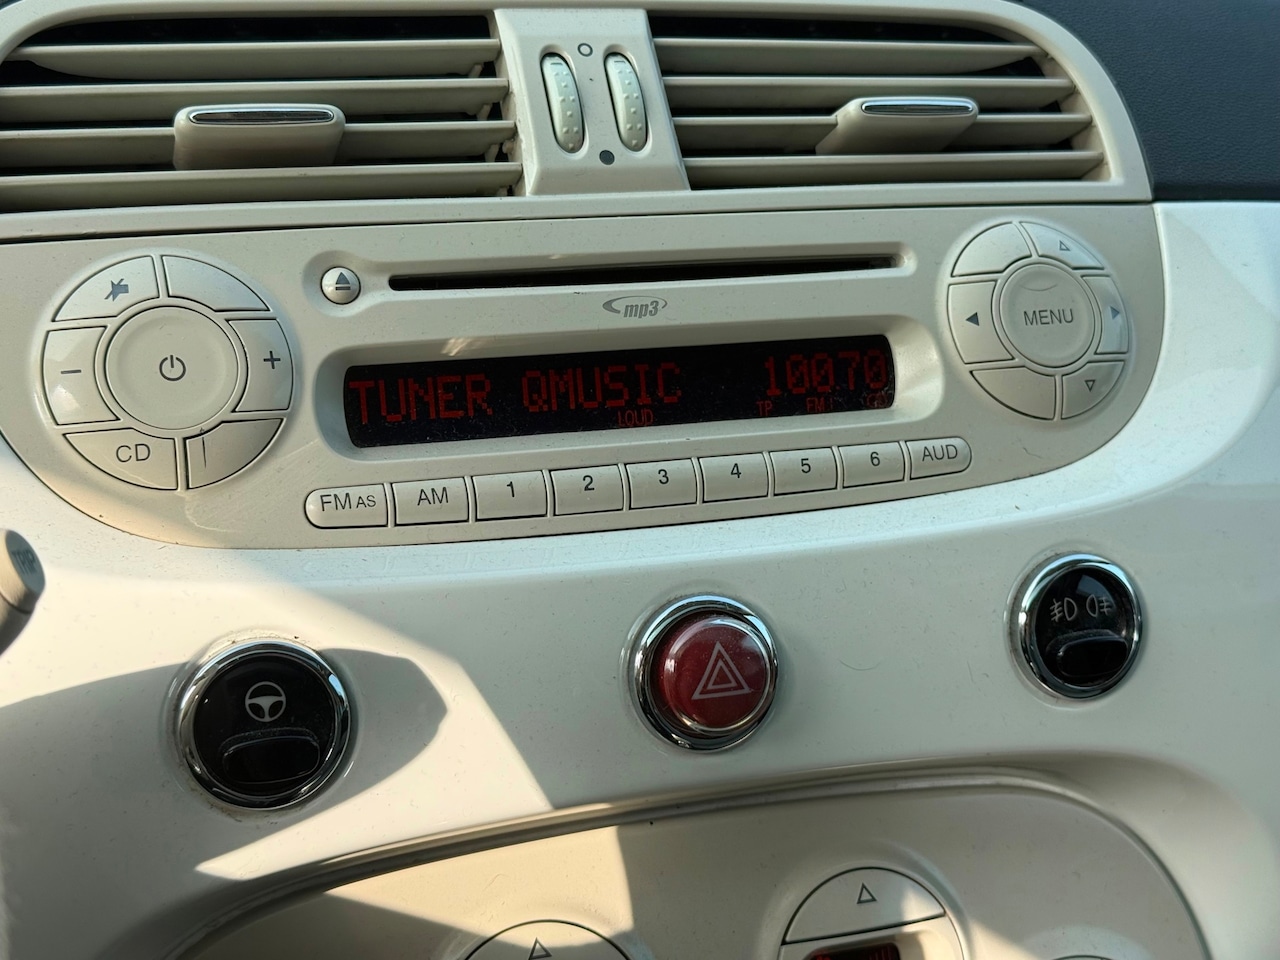 mp3
MENU
TUNER QMUSIC 100.70
LOUD TP FM
CD
FM AS AM 1 2 3 4 5 6 AUD
TRIP